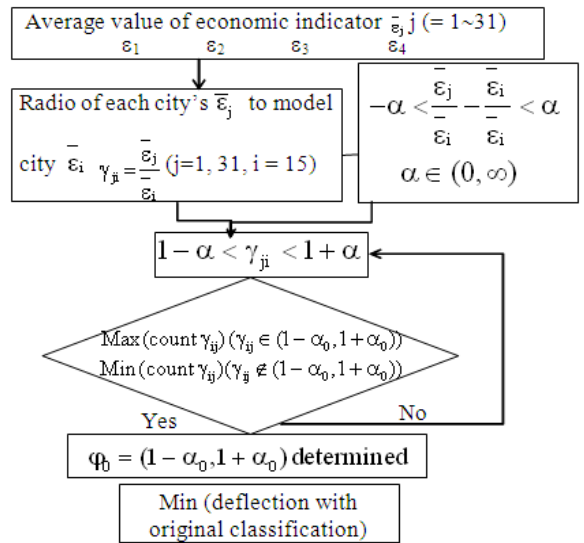 Average value of economic indicator ε̄j j (= 1~31)
ε1 ε2 ε3 ε4
Radio of each city's ε̄j to model
city ε̄i γji = ε̄j/ε̄i (j=1, 31, i = 15)
−α < ε̄j/ε̄i − ε̄i/ε̄i < α
α ∈ (0, ∞)
1−α < γji < 1+α
Max(count γij)(γij ∈ (1−α0,1+α0))
Min(count γij)(γij ∉ (1−α0,1+α0))
Yes
No
φ0 = (1−α0,1+α0) determined
Min (deflection with
original classification)